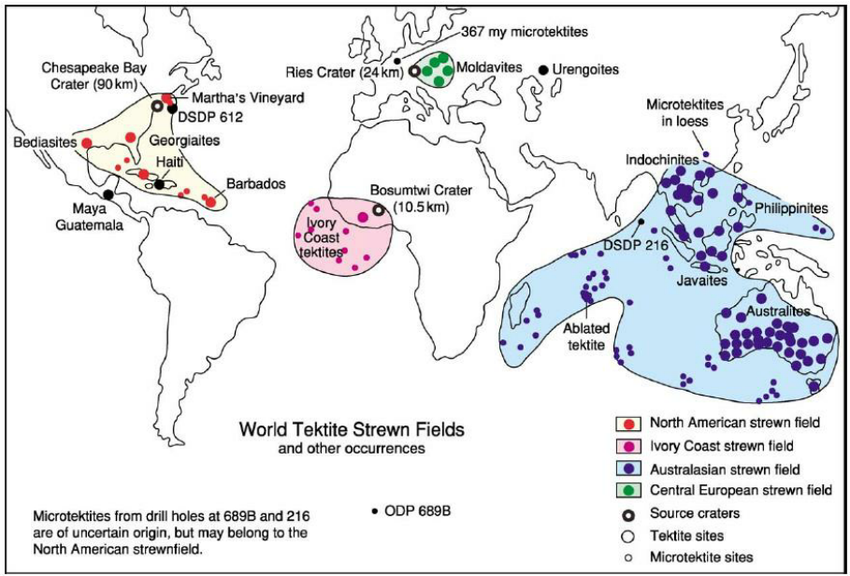 367 my microtektites
Chesapeake Bay
Crater (90 km)
Ries Crater (24 km)
Moldavites
Urengoites
Martha's Vineyard
DSDP 612
Microtektites
in loess
Bediasites
Georgiaites
Haiti
Indochinites
Barbados
Bosumtwi Crater
(10.5 km)
Maya
Guatemala
Ivory
Coast
tektites
Philippinites
DSDP 216
Javaites
Australites
Ablated
tektite
World Tektite Strewn Fields
and other occurrences
North American strewn field
Ivory Coast strewn field
Australasian strewn field
Central European strewn field
Source craters
Tektite sites
Microtektite sites
ODP 689B
Microtektites from drill holes at 689B and 216
are of uncertain origin, but may belong to the
North American strewnfield.